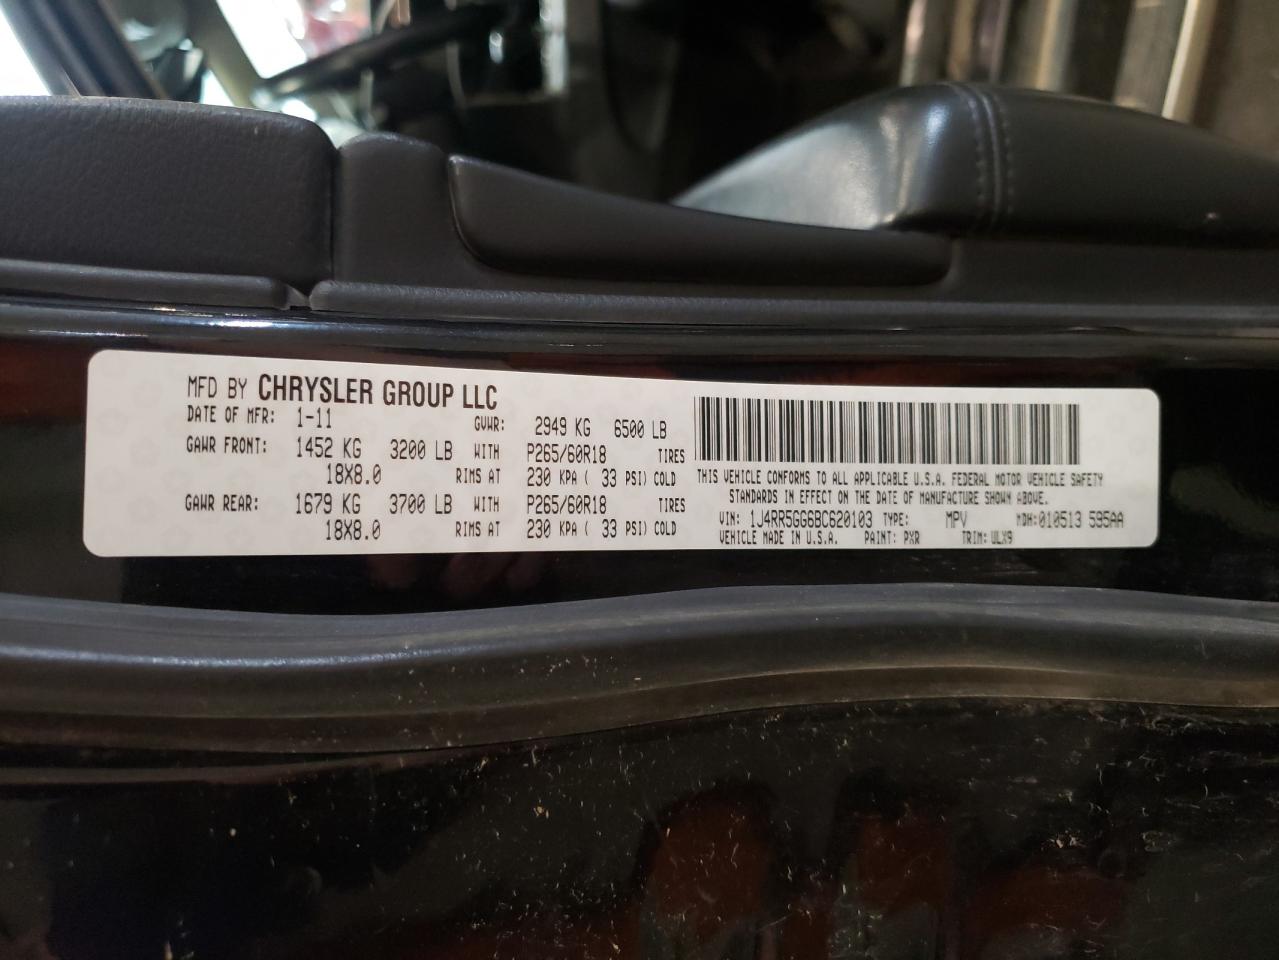 MFD BY CHRYSLER GROUP LLC
DATE OF MFR: 1-11 GVWR: 2949 KG 6500 LB
GAWR FRONT: 1452 KG 3200 LB WITH P265/60R18 TIRES
18X8.0 RIMS AT 230 KPA ( 33 PSI) COLD
GAWR REAR: 1679 KG 3700 LB WITH P265/60R18 TIRES
18X8.0 RIMS AT 230 KPA ( 33 PSI) COLD
THIS VEHICLE CONFORMS TO ALL APPLICABLE U.S.A. FEDERAL MOTOR VEHICLE SAFETY
STANDARDS IN EFFECT ON THE DATE OF MANUFACTURE SHOWN ABOVE.
VIN: 1J4RR5GG6BC620103 TYPE: MPV MDH:010513 595AA
VEHICLE MADE IN U.S.A. PAINT: PXR TRIM: ULX9